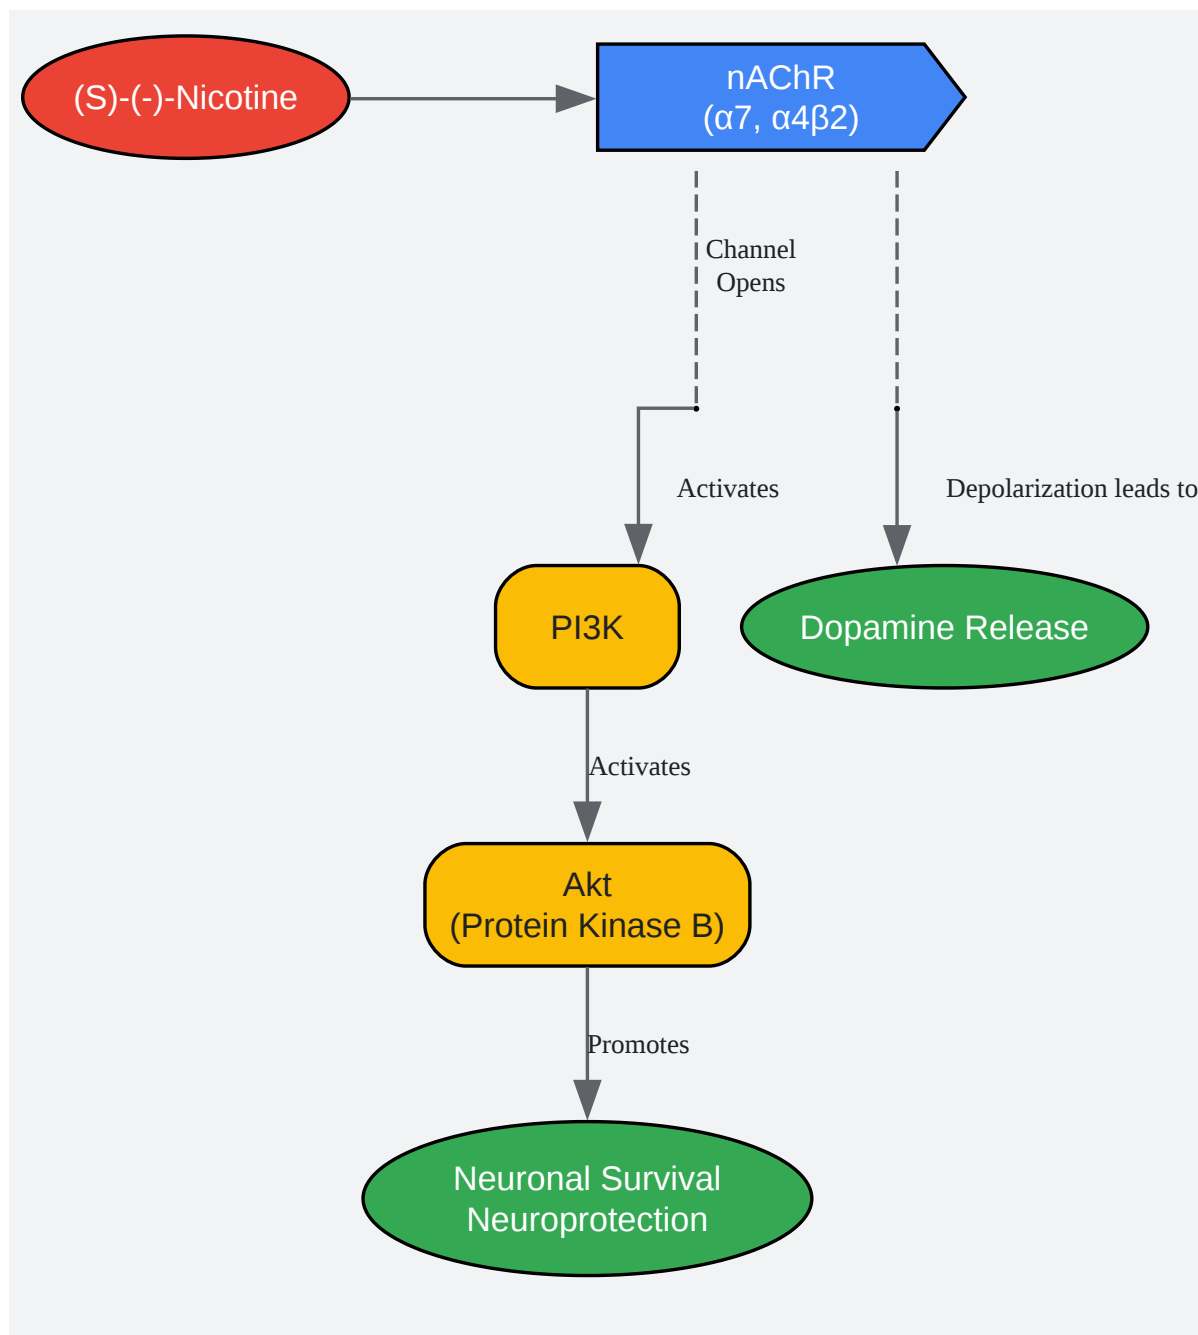 (S)-(-)-Nicotine
nAChR
(α7, α4β2)
Channel
Opens
Activates
Depolarization leads to
PI3K
Dopamine Release
Activates
Akt
(Protein Kinase B)
Promotes
Neuronal Survival
Neuroprotection